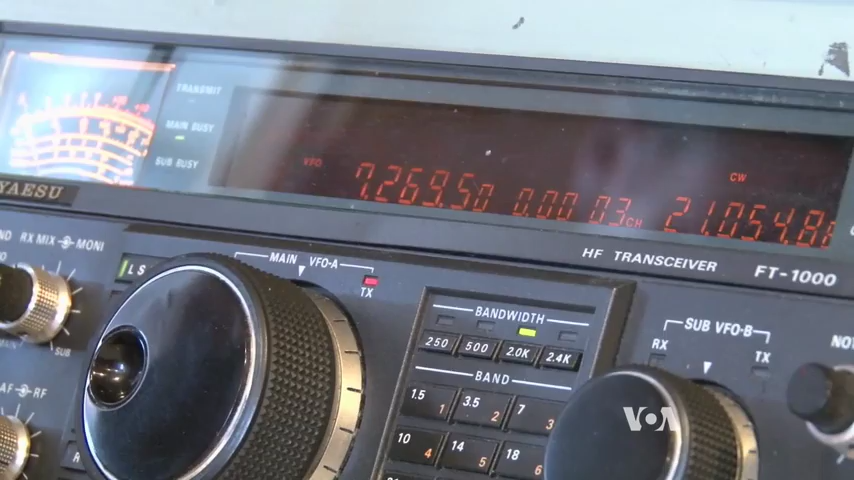 TRANSMIT
MAIN BUSY
SUB BUSY
VFO
7.269.50 0.00 03CH
CW
21.054.8
YAESU
HF TRANSCEIVER FT-1000
RX MIX MONI
SUB
AF RF
LS
MAIN VFO-A
TX
BANDWIDTH
250 500 2.0K 2.4K
BAND
1.5 1 3.5 2 7 3
10 4 14 5 18 6
SUB VFO-B
RX TX
VOA